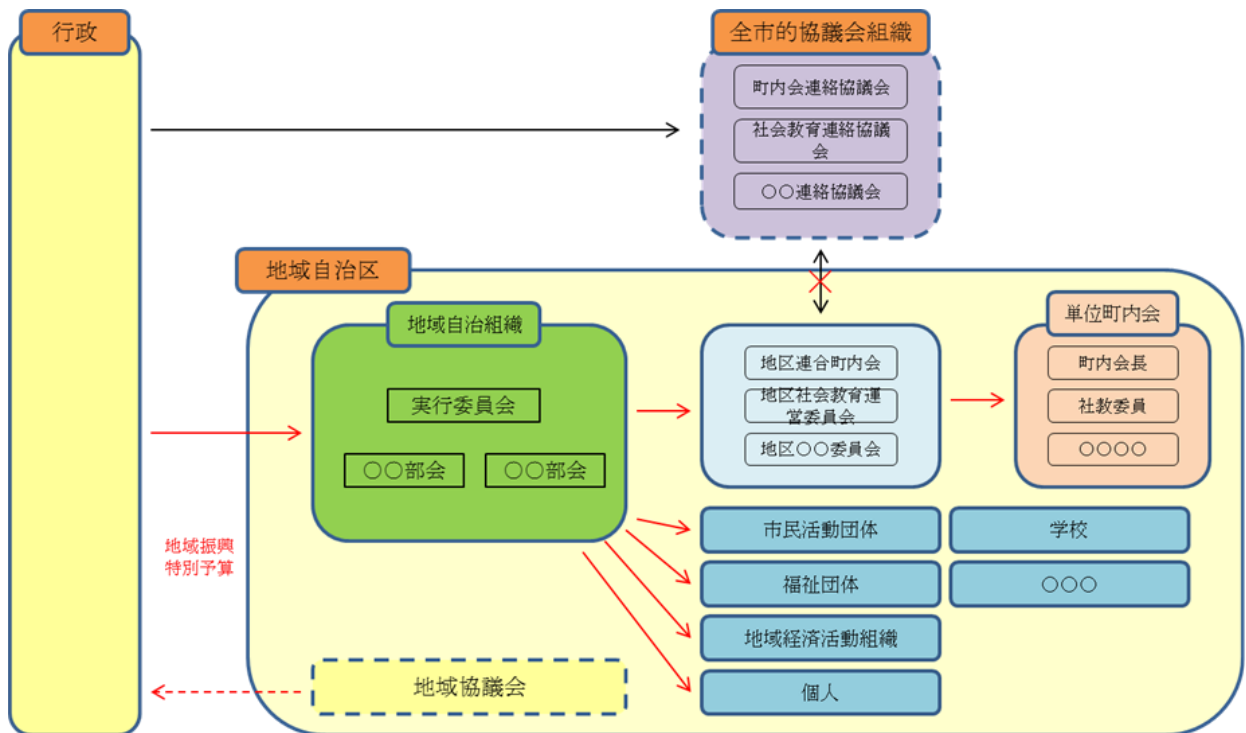 行政
全市的協議会組織
町内会連絡協議会
社会教育連絡協議
会
○○連絡協議会
地域自治区
地域自治組織
実行委員会
○○部会
○○部会
地区連合町内会
地区社会教育運
営委員会
地区○○委員会
単位町内会
町内会長
社教委員
○○○○
市民活動団体
学校
福祉団体
○○○
地域経済活動組織
個人
地域振興
特別予算
地域協議会